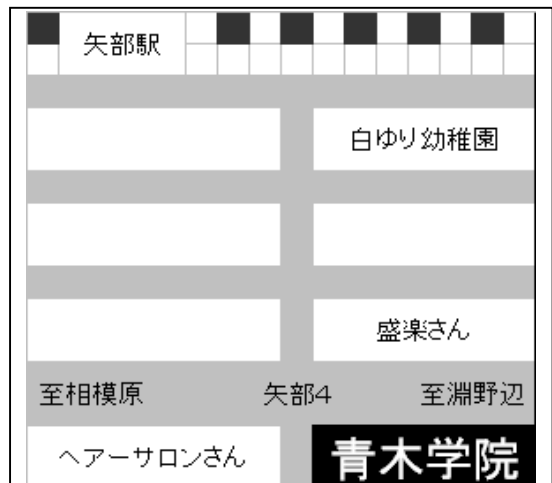 矢部駅
白ゆり幼稚園
盛楽さん
至相模原 矢部4 至淵野辺
ヘアーサロンさん 青木学院